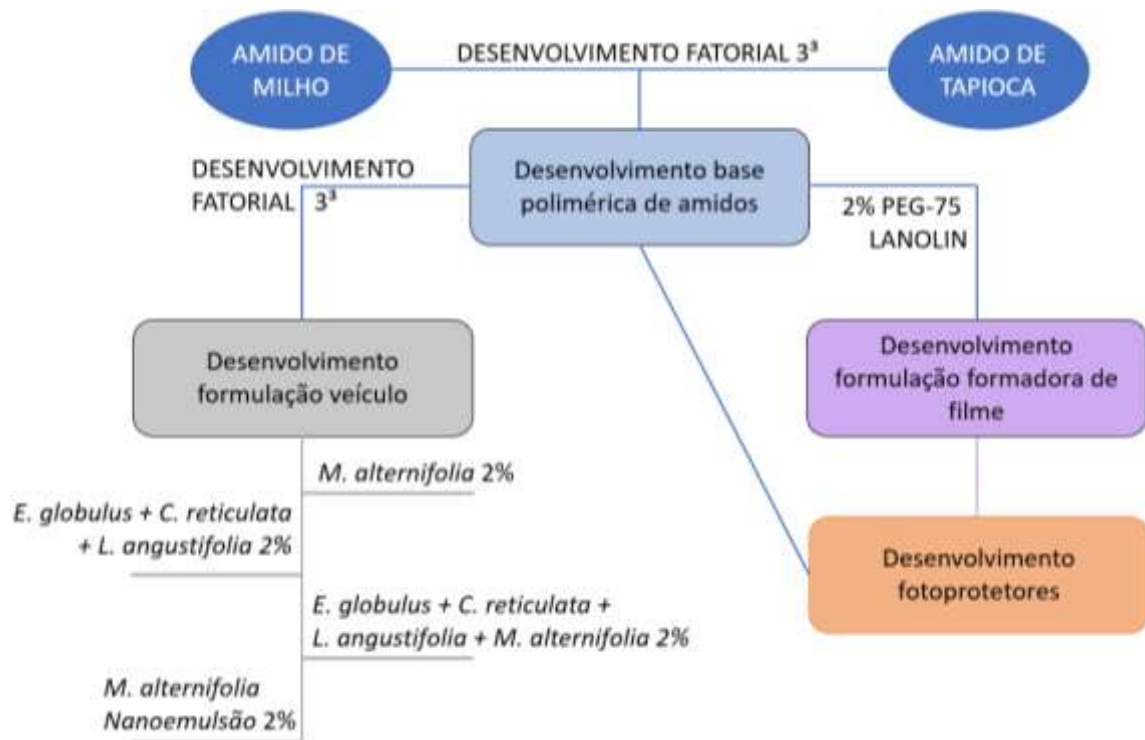 AMIDO DE
MILHO
DESENVOLVIMENTO FATORIAL 3³
AMIDO DE
TAPIOCA
DESENVOLVIMENTO
FATORIAL 3³
Desenvolvimento base
polimérica de amidos
2% PEG-75
LANOLIN
Desenvolvimento
formulação veículo
Desenvolvimento
formulação formadora de
filme
M. alternifolia 2%
E. globulus + C. reticulata
+ L. angustifolia 2%
Desenvolvimento
fotoprotetores
E. globulus + C. reticulata +
L. angustifolia + M. alternifolia 2%
M. alternifolia
Nanoemulsão 2%